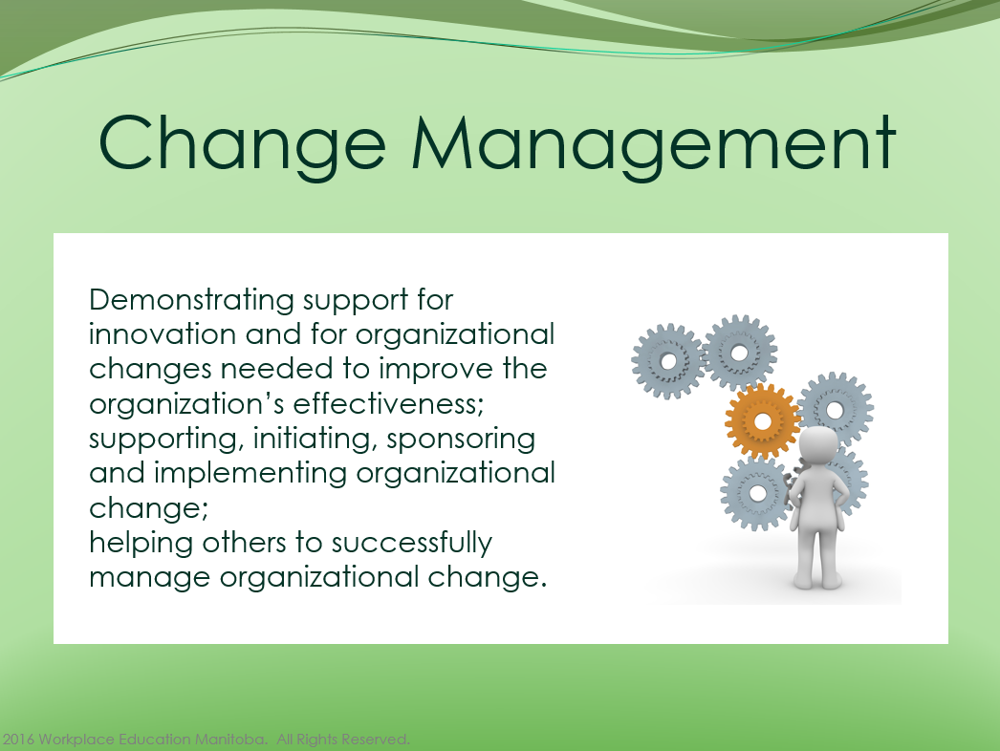 Change Management
Demonstrating support for
innovation and for organizational
changes needed to improve the
organization’s effectiveness;
supporting, initiating, sponsoring
and implementing organizational
change;
helping others to successfully
manage organizational change.
2016 Workplace Education Manitoba.  All Rights Reserved.